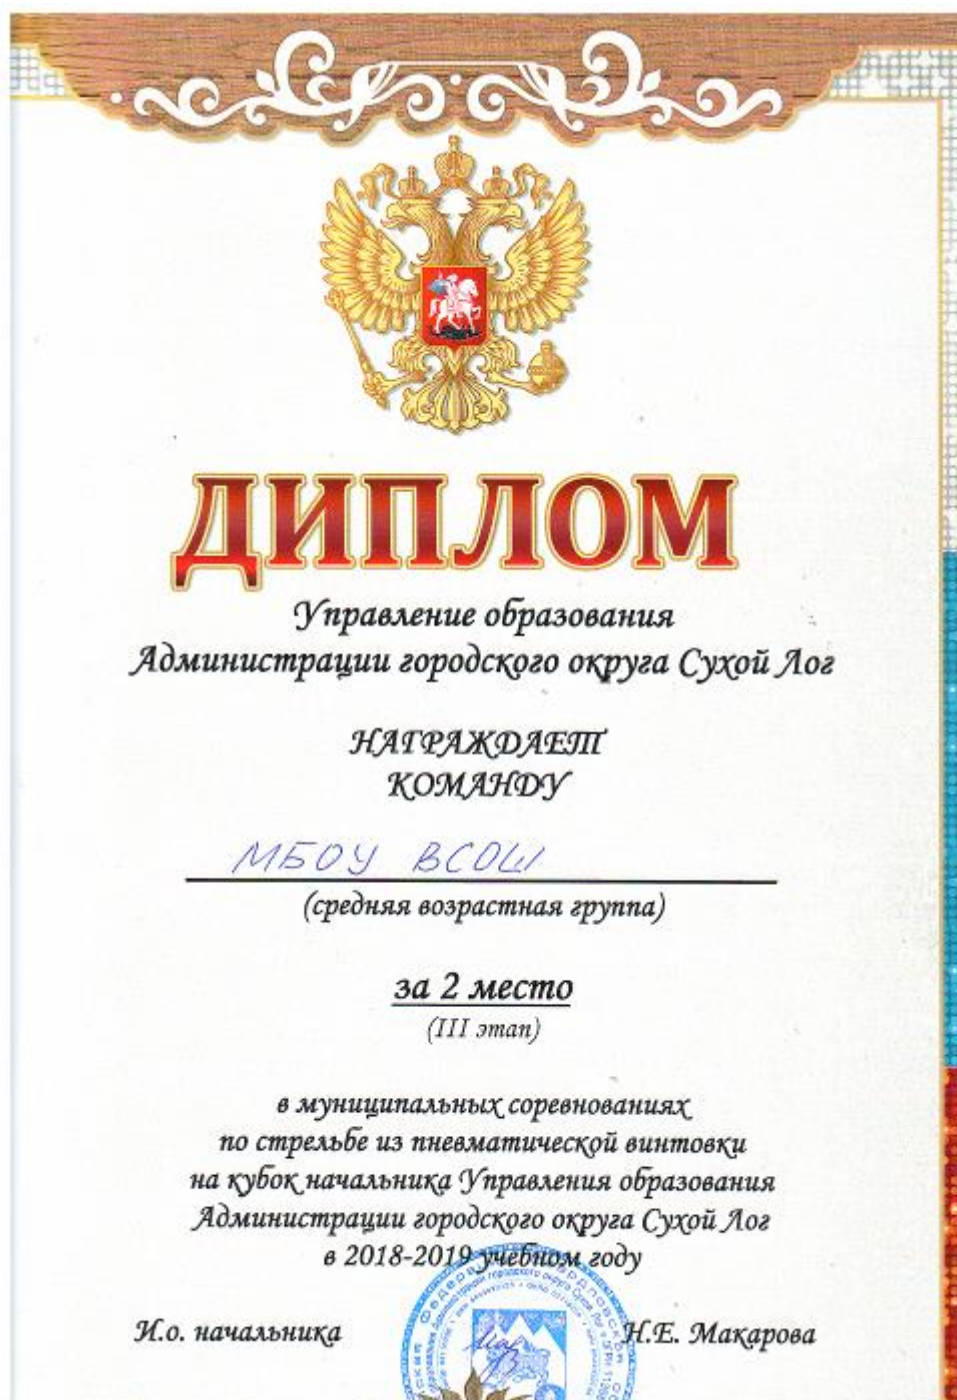 ДИПЛОМ
Управление образования
Администрации городского округа Сухой Лог
НАГРАЖДАЕТ
КОМАНДУ
МБОУ ВСОШ
(средняя возрастная группа)
за 2 место
(III этап)
в муниципальных соревнованиях
по стрельбе из пневматической винтовки
на кубок начальника Управления образования
Администрации городского округа Сухой Лог
в 2018-2019 учебном году
И.о. начальника Н.Е. Макарова